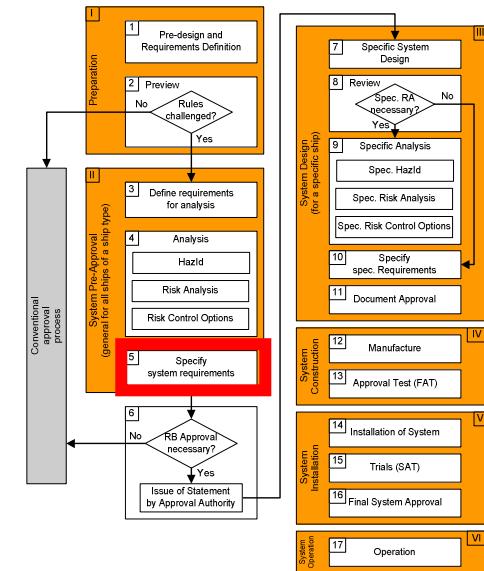 I
1
Pre-design and
Requirements Definition
2
Preview
Rules
challenged?
No
Yes
Preparation
II
3
Define requirements
for analysis
4
Analysis
HazId
Risk Analysis
Risk Control Options
5
Specify
system requirements
System Pre-Approval
(general for all ships of a ship type)
6
RB Approval
necessary?
No
Yes
Issue of Statement
by Approval Authority
Conventional
approval
process
III
7
Specific System
Design
8
Review
Spec. RA
necessary?
No
Yes
9
Specific Analysis
Spec. HazId
Spec. Risk Analysis
Spec. Risk Control Options
10
Specify
spec. Requirements
11
Document Approval
System Design
(for a specific ship)
IV
12
Manufacture
13
Approval Test (FAT)
System
Construction
V
14
Installation of System
15
Trials (SAT)
16
Final System Approval
System
Installation
VI
17
Operation
System
Operation